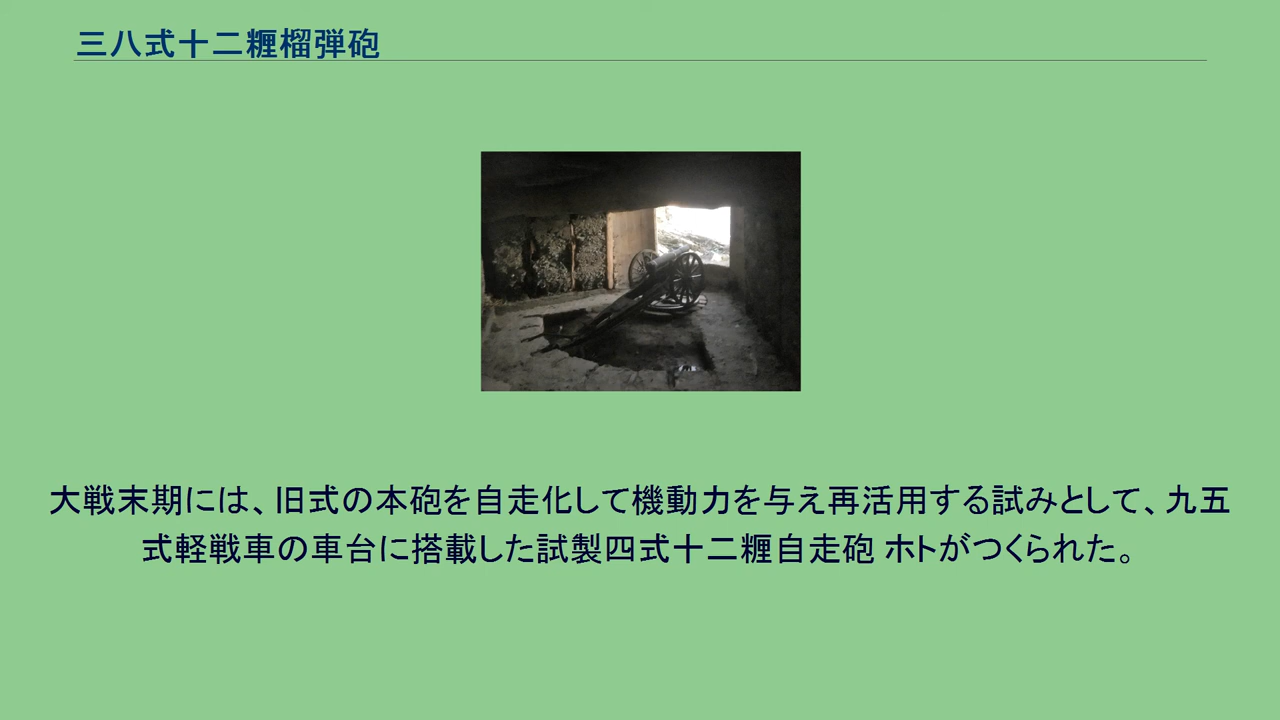 三八式十二糎榴弾砲
大戦末期には、旧式の本砲を自走化して機動力を与え再活用する試みとして、九五
式軽戦車の車台に搭載した試製四式十二糎自走砲 ホトがつくられた。